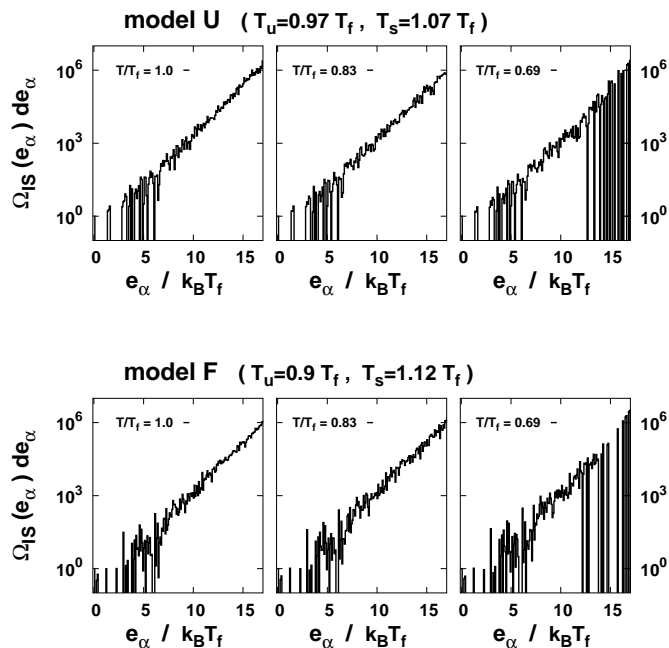 model U ( T_u=0.97 T_f , T_s=1.07 T_f )
Ω_IS (e_α) de_α
10^6
10^3
10^0
T/T_f = 1.0
T/T_f = 0.83
T/T_f = 0.69
10^6
10^3
10^0
0 5 10 15
0 5 10 15
0 5 10 15
e_α / k_BT_f
e_α / k_BT_f
e_α / k_BT_f
model F ( T_u=0.9 T_f , T_s=1.12 T_f )
Ω_IS (e_α) de_α
10^6
10^3
10^0
T/T_f = 1.0
T/T_f = 0.83
T/T_f = 0.69
10^6
10^3
10^0
0 5 10 15
0 5 10 15
0 5 10 15
e_α / k_BT_f
e_α / k_BT_f
e_α / k_BT_f